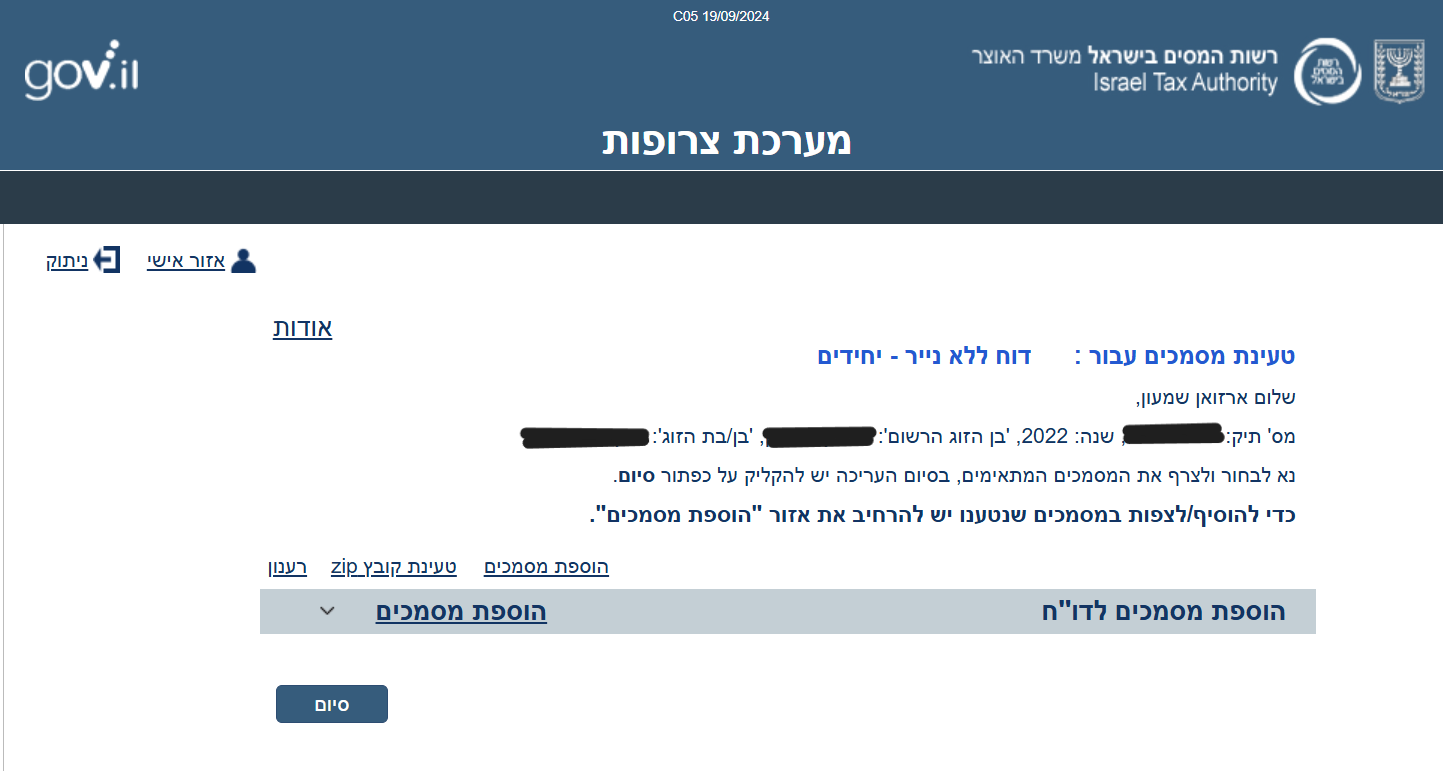 C05 19/09/2024
gov.il
רשות המסים בישראל משרד האוצר
Israel Tax Authority
רשות המסים בישראל
מערכת צרופות
אזור אישי
ניתוק
אודות
טעינת מסמכים עבור : דוח ללא נייר - יחידים
שלום ארזואן שמעון,
מס' תיק: , שנה: 2022, 'בן הזוג הרשום': , 'בן/בת הזוג':
נא לבחור ולצרף את המסמכים המתאימים, בסיום העריכה יש להקליק על כפתור סיום.
כדי להוסיף/לצפות במסמכים שנטענו יש להרחיב את אזור "הוספת מסמכים".
הוספת מסמכים
טעינת קובץ zip
רענון
הוספת מסמכים לדו"ח
הוספת מסמכים
סיום